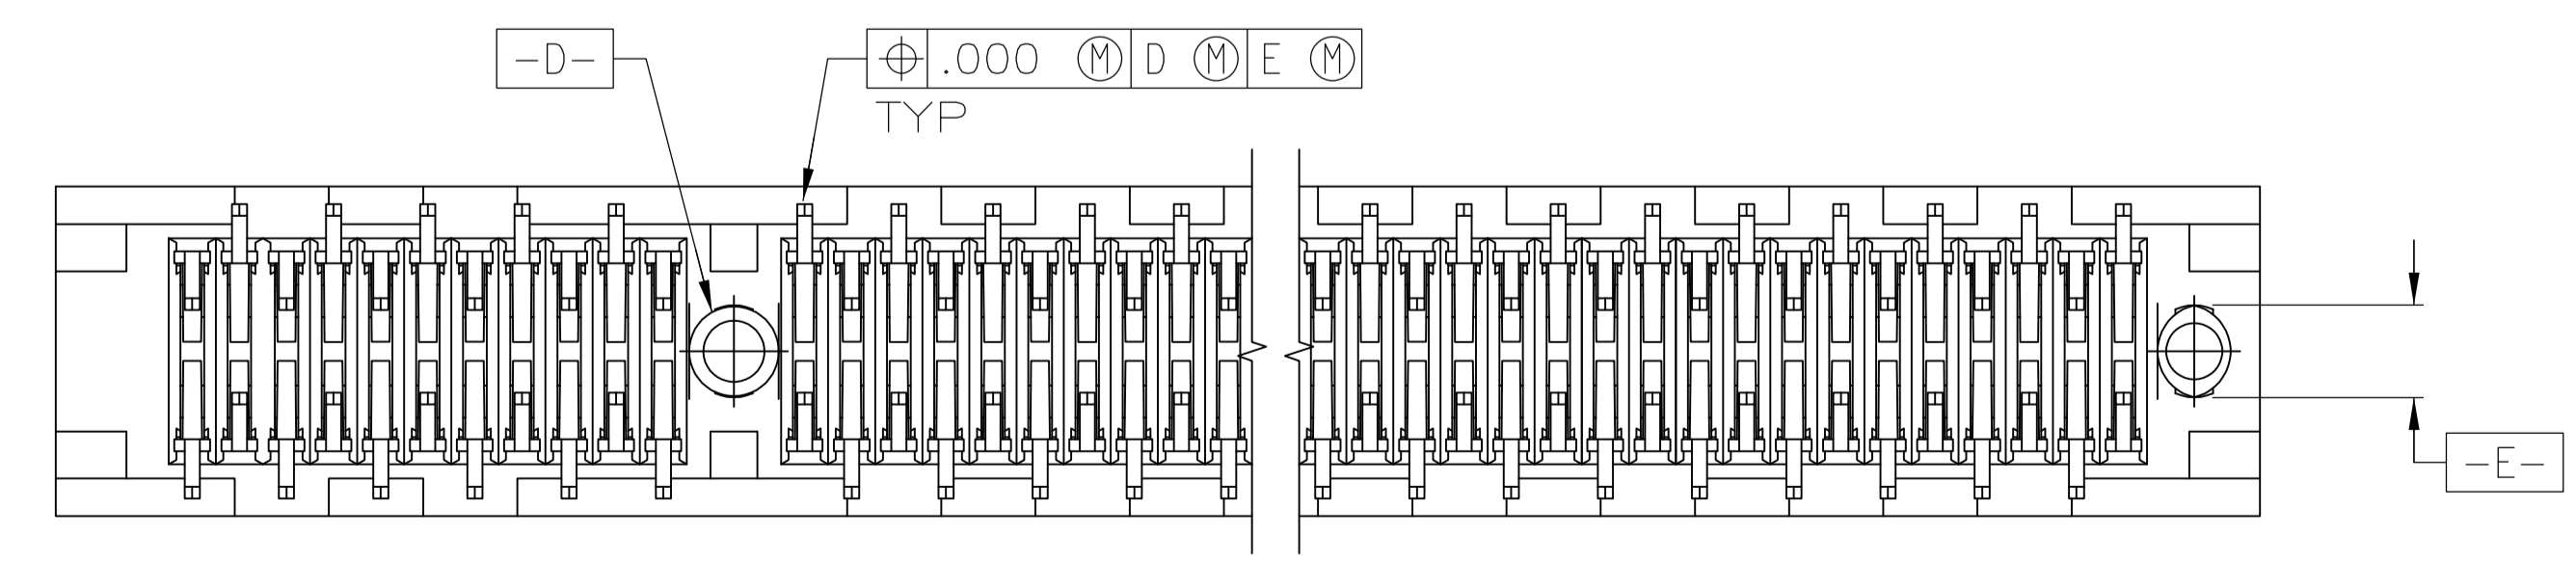 -D-
⌖ .000 Ⓜ D Ⓜ E Ⓜ
TYP
-E-